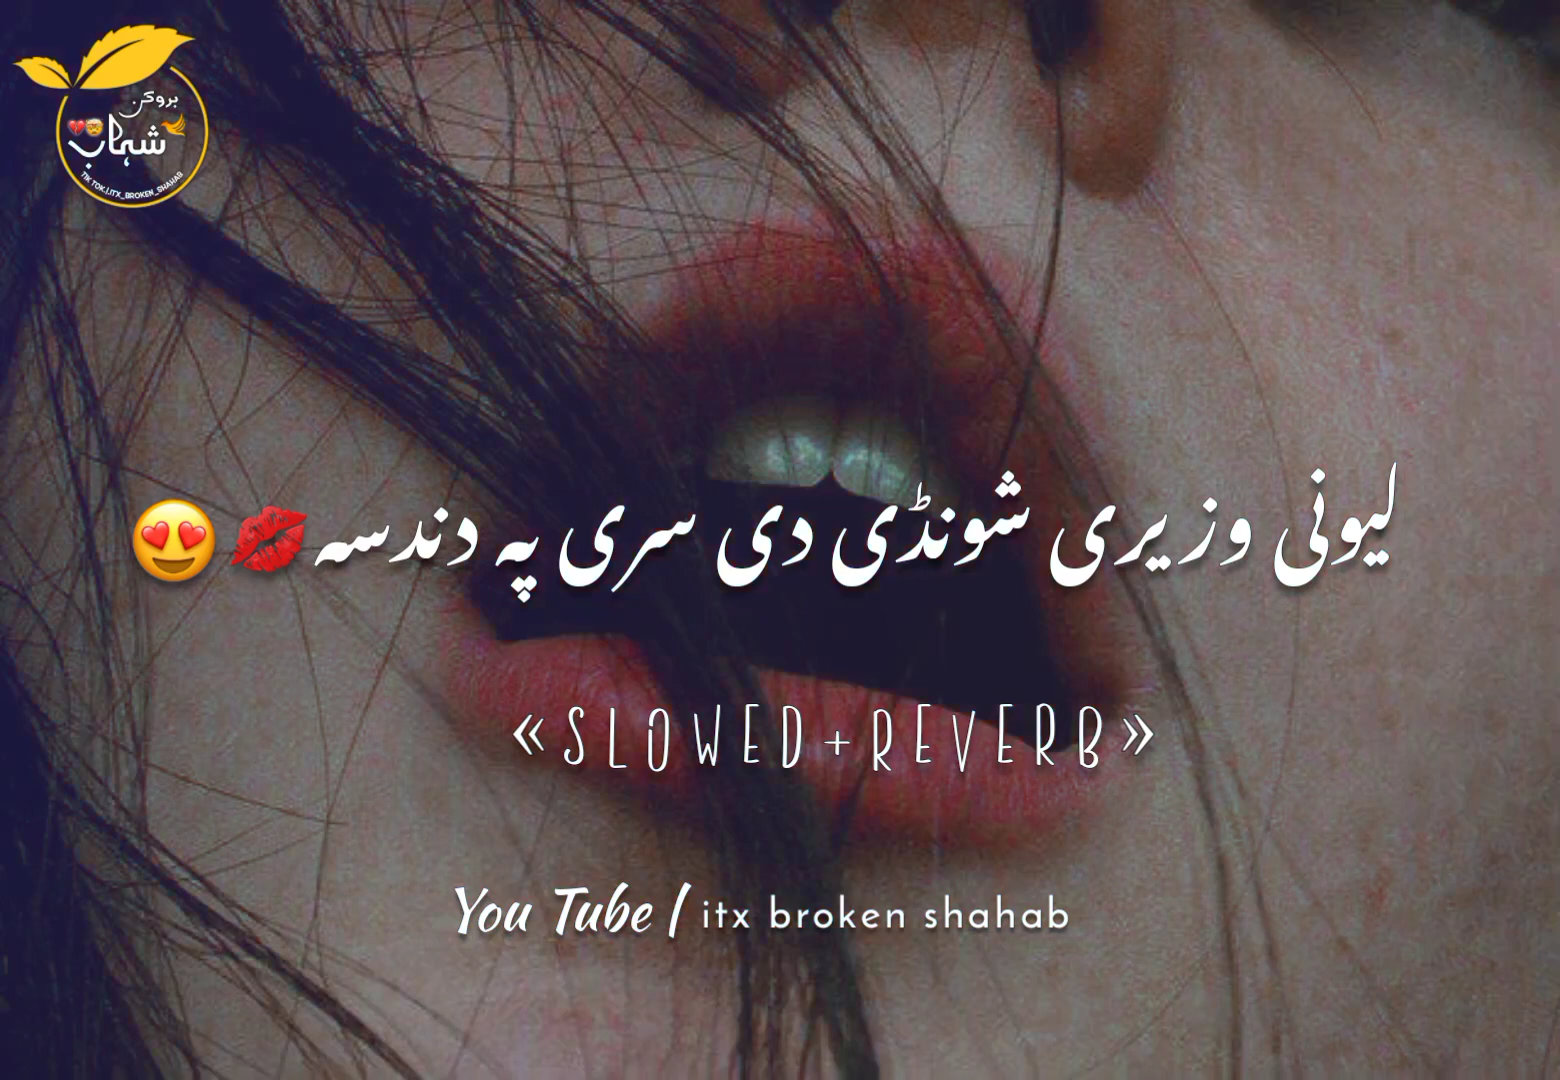 بروکن
شہاب
TIK TOK.I.ITX_BROKEN_SHAHAB
لیونی وزیری شونڈی دی سری په دندسه 💋😍
«SLOWED+REVERB»
You Tube | itx broken shahab